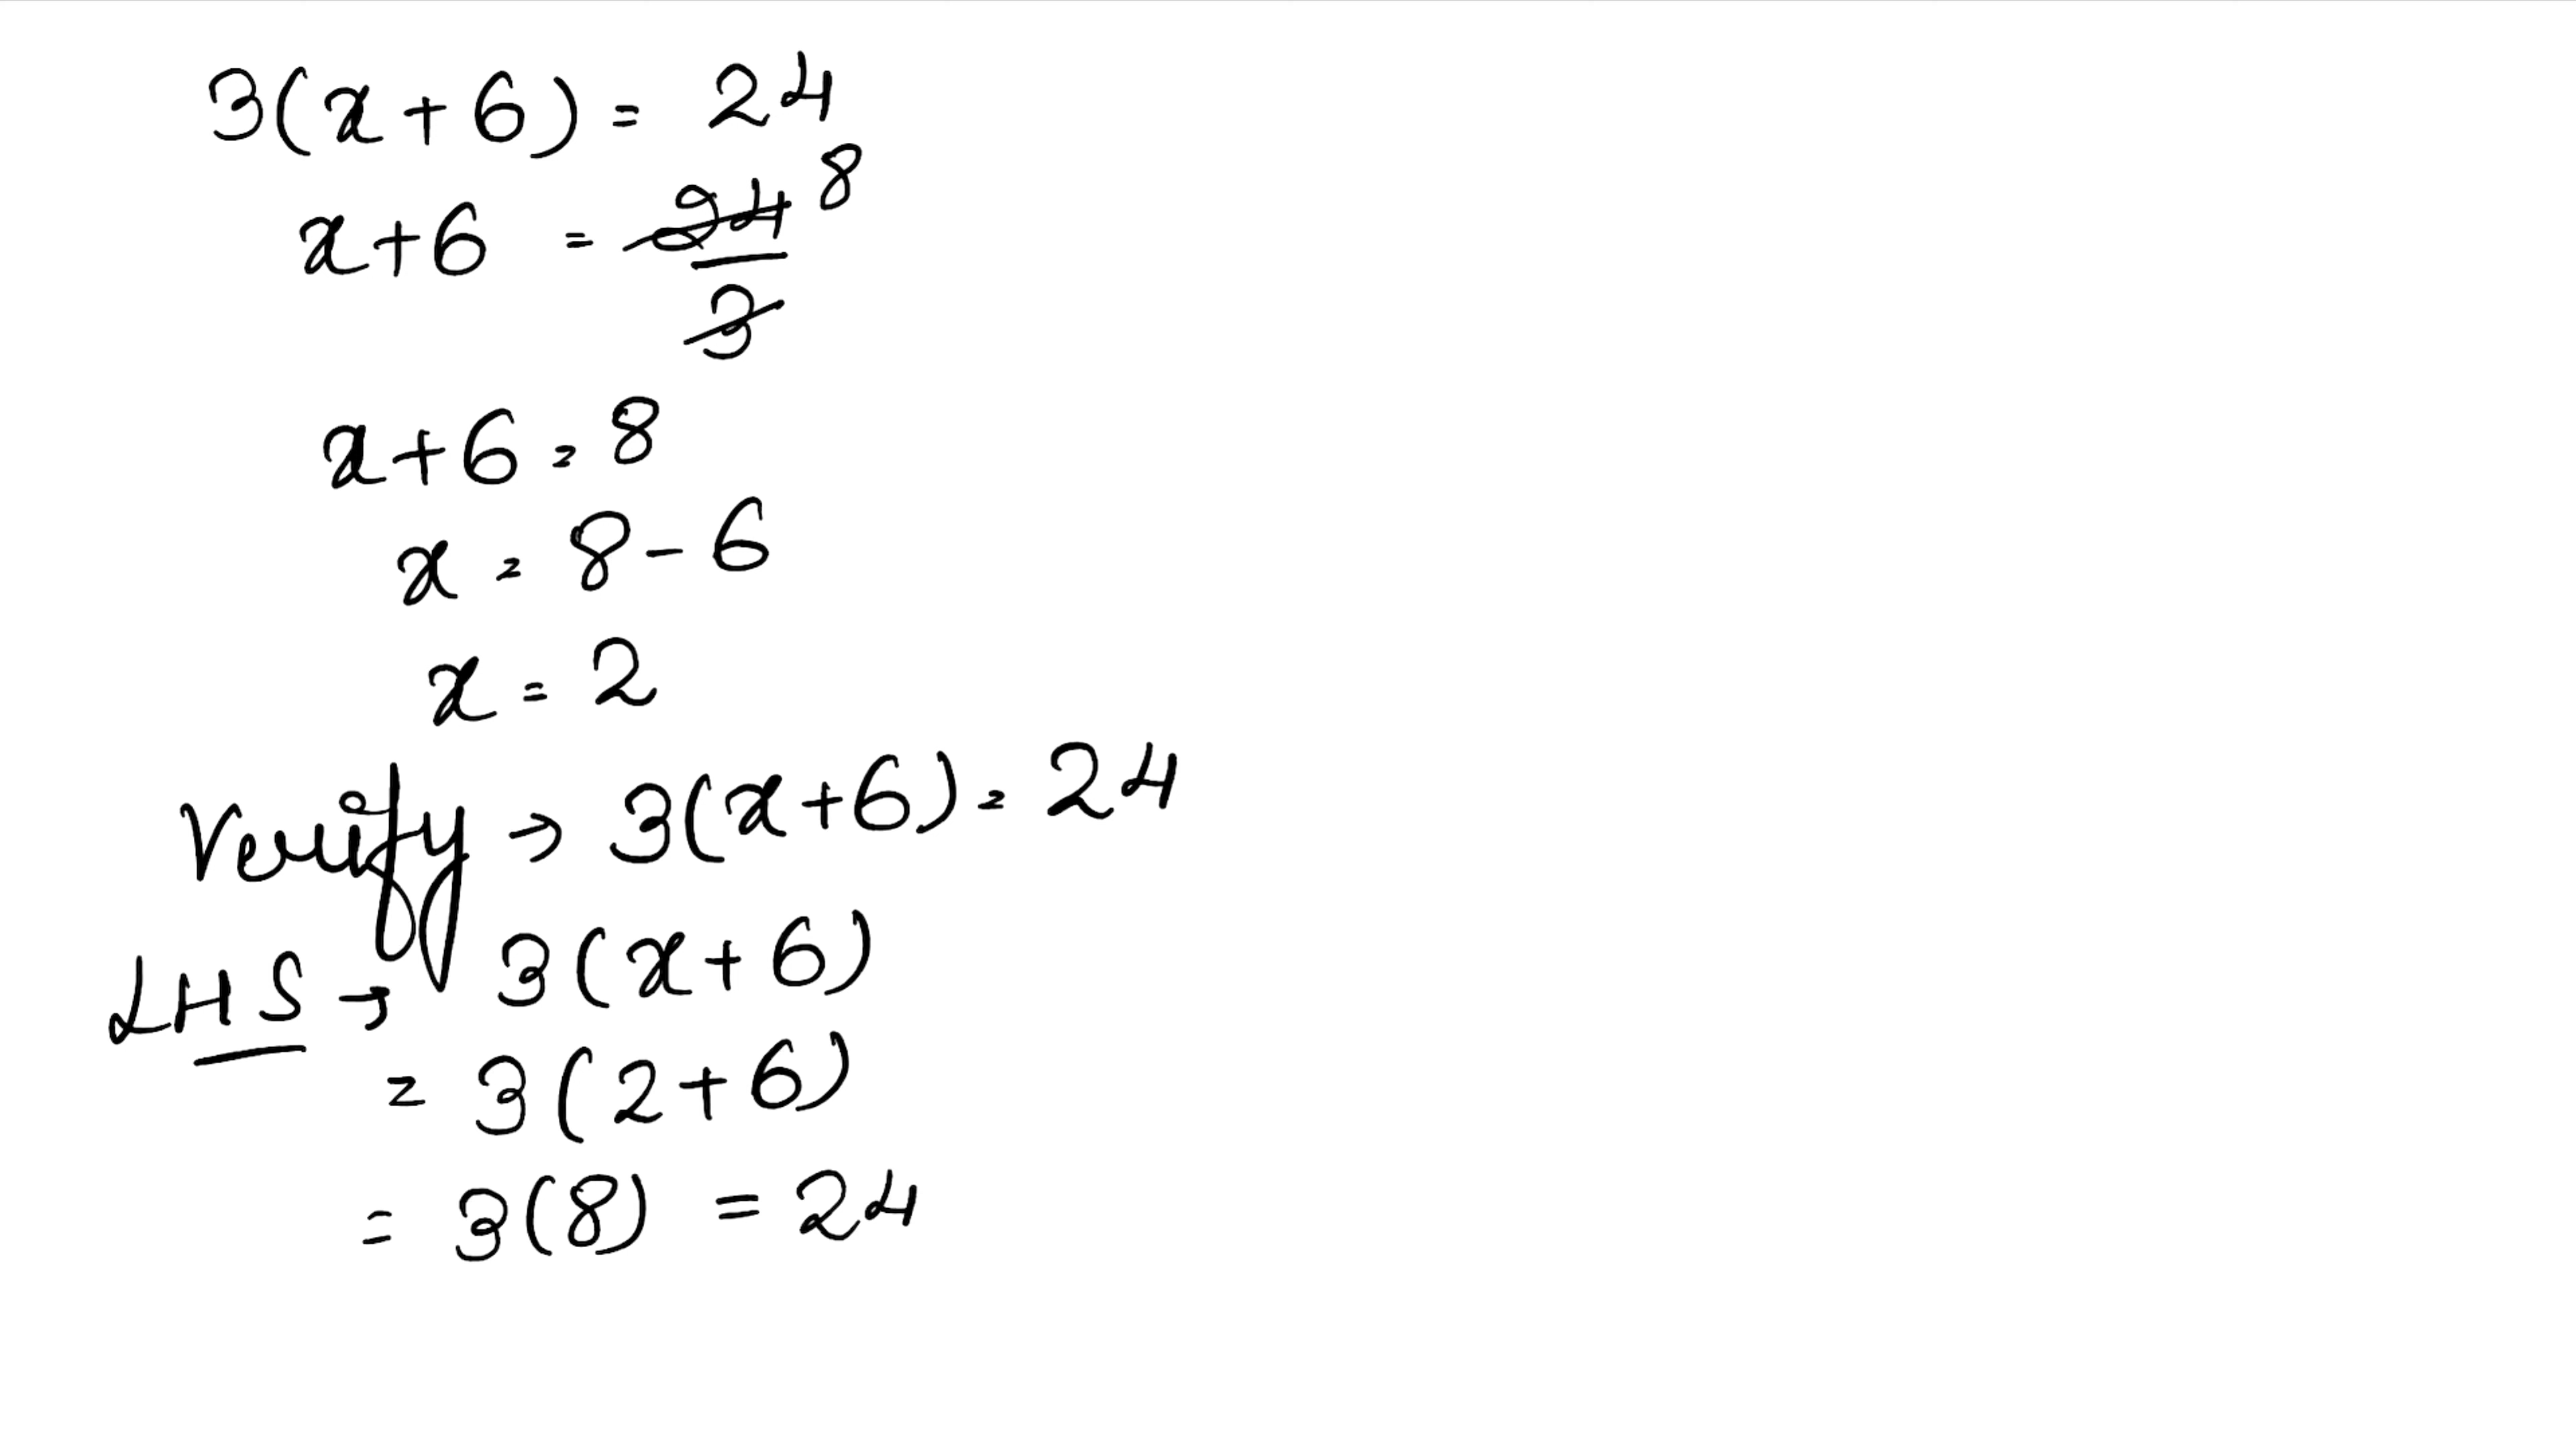 3(x+6) = 24
x+6 = 24/3 8
x+6 = 8
x = 8-6
x = 2
Verify → 3(x+6) = 24
LHS → 3(x+6)
= 3(2+6)
= 3(8) = 24